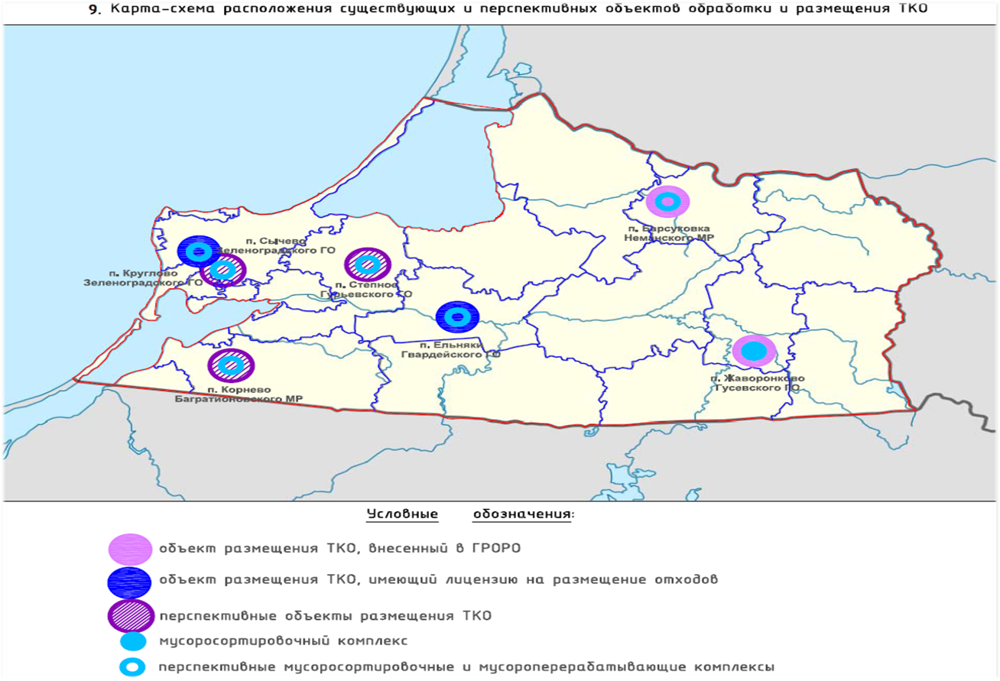 9. Карта-схема расположения существующих и перспективных объектов обработки и размещения ТКО
п. Барсуковка
Неманского МР
п. Сычево
Зеленоградского ГО
п. Круглово
Зеленоградского ГО
п. Степное
Гурьевского ГО
п. Ельняки
Гвардейского ГО
п. Жаворонково
Гусевского ГО
п. Корнево
Багратионовского МР
Условные обозначения:
объект размещения ТКО, внесенный в ГРОРО
объект размещения ТКО, имеющий лицензию на размещение отходов
перспективные объекты размещения ТКО
мусоросортировочный комплекс
перспективные мусоросортировочные и мусороперерабатывающие комплексы